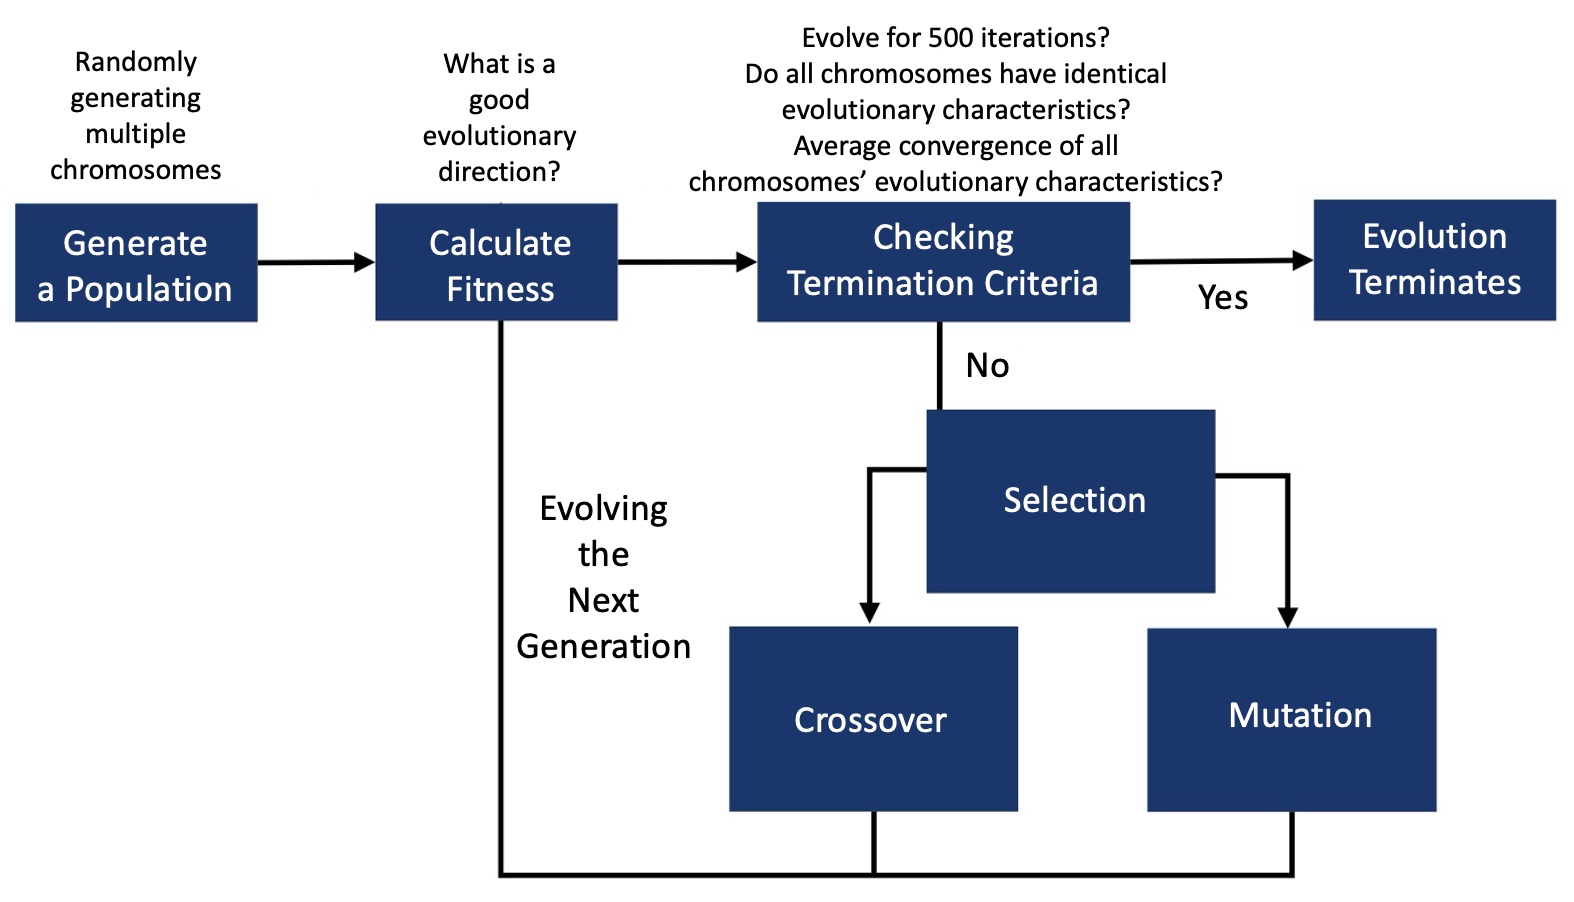 Randomly
generating
multiple
chromosomes
What is a
good
evolutionary
direction?
Evolve for 500 iterations?
Do all chromosomes have identical
evolutionary characteristics?
Average convergence of all
chromosomes’ evolutionary characteristics?
Generate
a Population
Calculate
Fitness
Checking
Termination Criteria
Yes
Evolution
Terminates
No
Selection
Evolving
the
Next
Generation
Crossover
Mutation